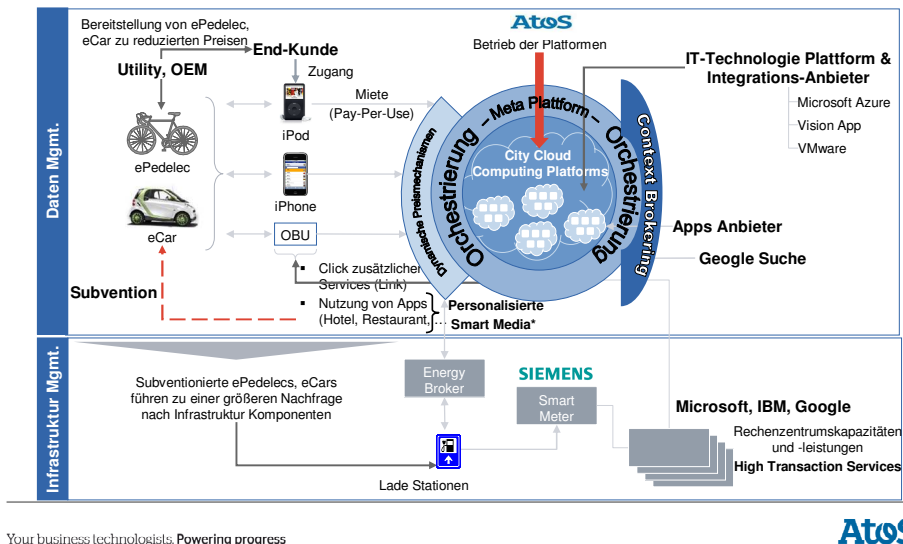 Bereitstellung von ePedelec,
eCar zu reduzierten Preisen
End-Kunde
Utility, OEM
Zugang
Miete
(Pay-Per-Use)
iPod
ePedelec
iPhone
eCar
OBU
Subvention
▪ Click zusätzlicher
Services (Link)
▪ Nutzung von Apps
(Hotel, Restaurant,…
Personalisierte
Smart Media*
Daten Mgmt.
AtoS
Betrieb der Platformen
Dynamische Preismechanismen
Orchestrierung – Meta Plattform – Orchestrierung
City Cloud
Computing Platforms
Context Brokering
IT-Technologie Plattform &
Integrations-Anbieter
Microsoft Azure
Vision App
VMware
Apps Anbieter
Geogle Suche
Infrastruktur Mgmt.
Subventionierte ePedelecs, eCars
führen zu einer größeren Nachfrage
nach Infrastruktur Komponenten
Energy
Broker
SIEMENS
Smart
Meter
Lade Stationen
Microsoft, IBM, Google
Rechenzentrumskapazitäten
und -leistungen
High Transaction Services
Your business technologists. Powering progress
AtoS